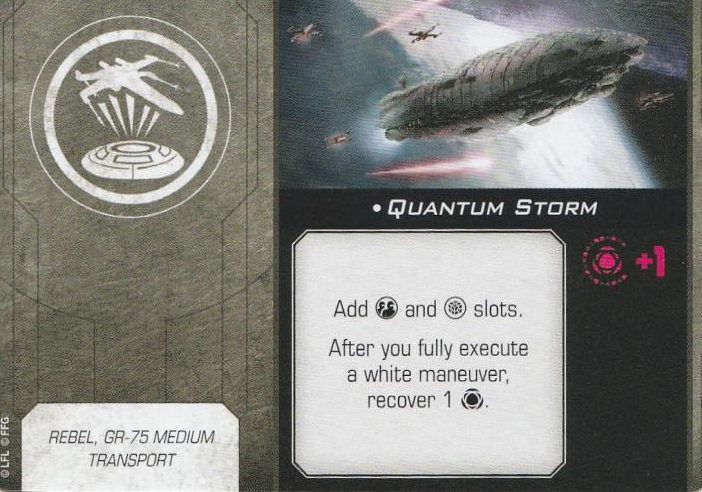 • QUANTUM STORM
+1
Add and slots.
After you fully execute
a white maneuver,
recover 1 .
REBEL, GR-75 MEDIUM
TRANSPORT
© LFL © FFG